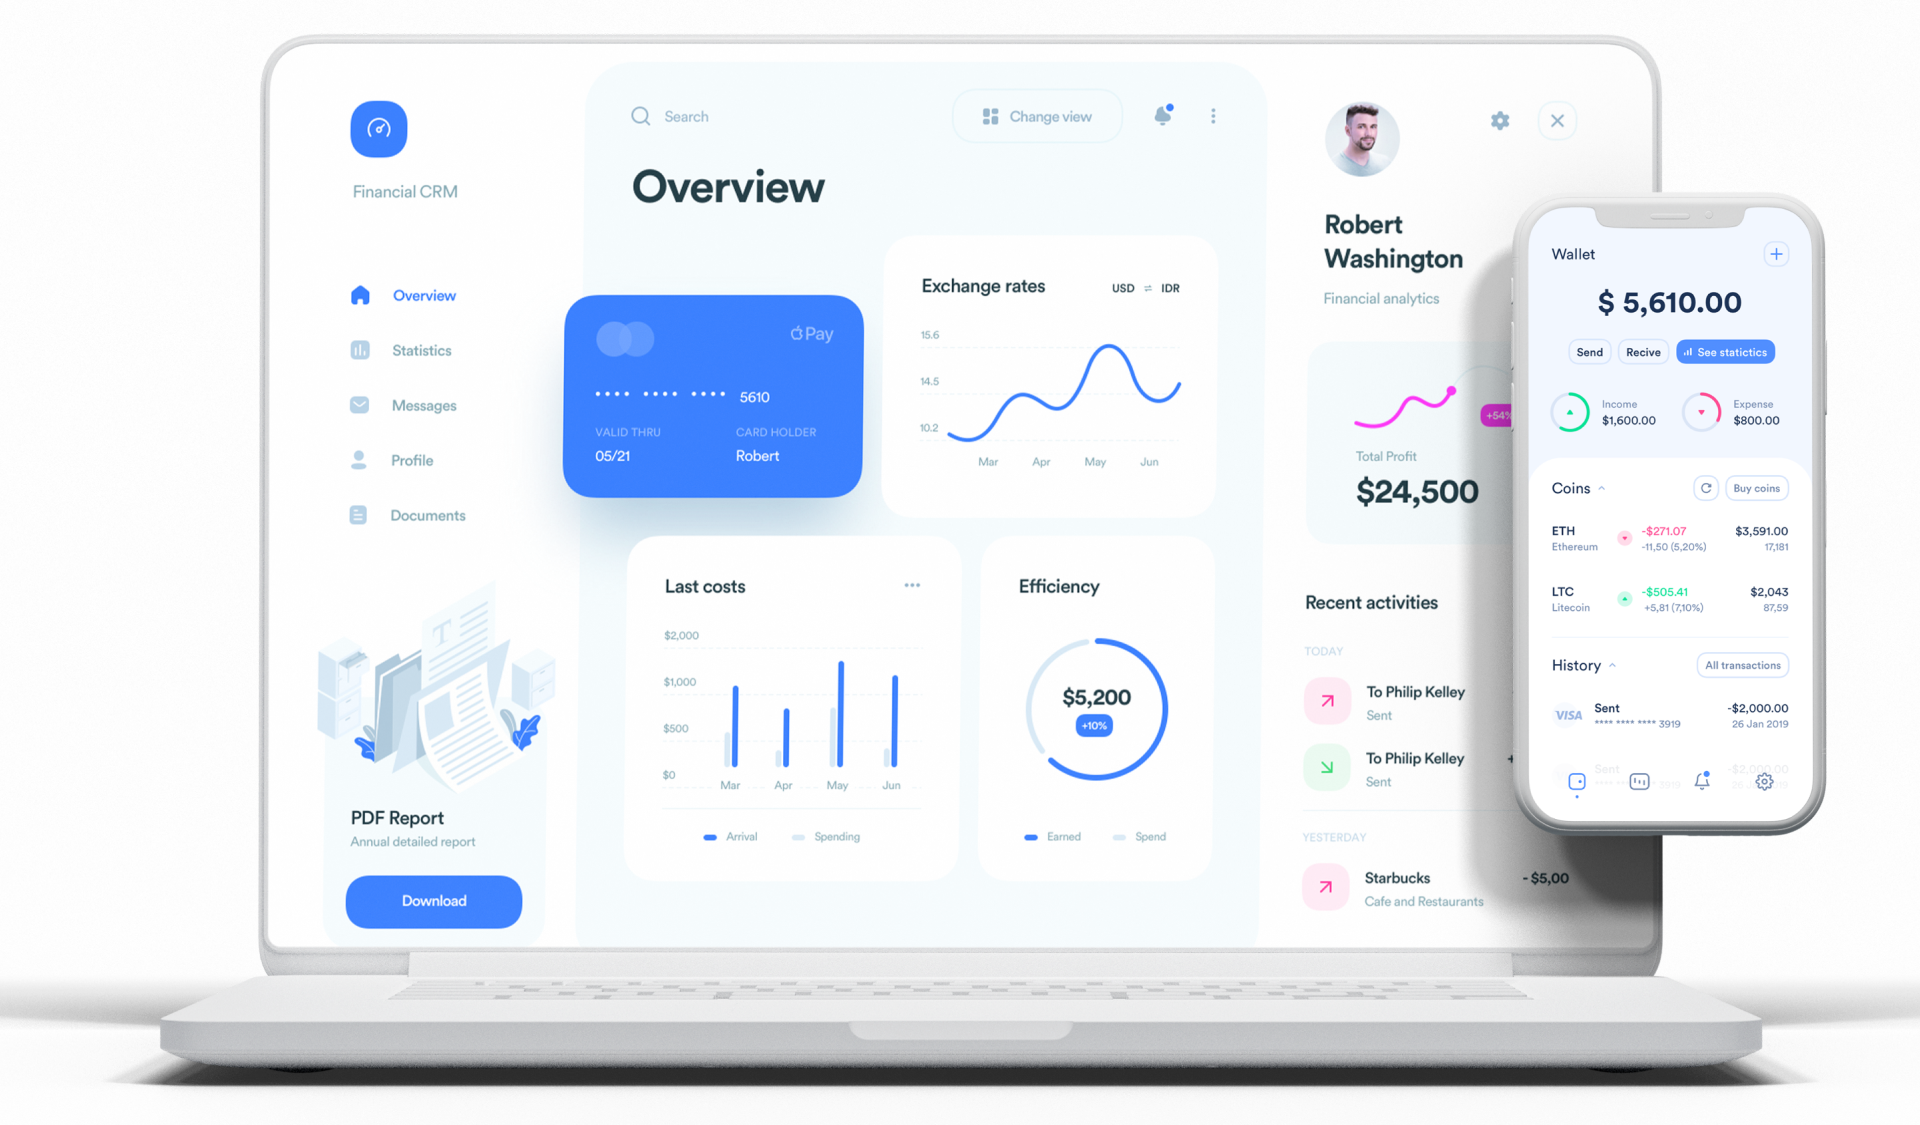 Financial CRM
Overview
Statistics
Messages
Profile
Documents
PDF Report
Annual detailed report
Download
Search
Change view
Overview
Pay
•••• •••• •••• 5610
VALID THRU
CARD HOLDER
05/21
Robert
Exchange rates
USD ⇌ IDR
15.6
14.5
10.2
Mar Apr May Jun
Last costs
$2,000
$1,000
$500
$0
Mar Apr May Jun
Arrival Spending
Efficiency
$5,200
+10%
Earned Spend
Robert
Washington
Financial analytics
+54%
Total Profit
$24,500
Recent activities
TODAY
To Philip Kelley
Sent
To Philip Kelley
Sent
+
YESTERDAY
Starbucks
- $5,00
Cafe and Restaurants
Wallet
$ 5,610.00
Send Recive See statictics
Income
$1,600.00
Expense
$800.00
Coins
Buy coins
ETH -$271.07 $3,591.00
Ethereum -11,50 (5,20%) 17,181
LTC -$505.41 $2,043
Litecoin +5,81 (7,10%) 87,59
History
All transactions
VISA
Sent -$2,000.00
**** **** **** 3919 26 Jan 2019
Sent -$2,000.00